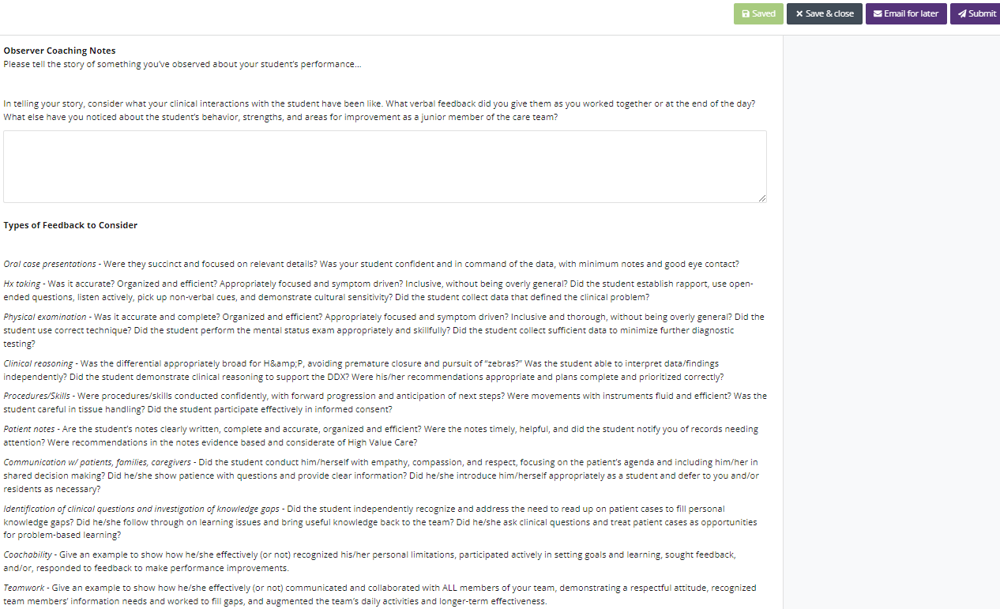 Saved
Save & close
Email for later
Submit
Observer Coaching Notes
Please tell the story of something you've observed about your student's performance...
In telling your story, consider what your clinical interactions with the student have been like. What verbal feedback did you give them as you worked together or at the end of the day?
What else have you noticed about the student's behavior, strengths, and areas for improvement as a junior member of the care team?
Types of Feedback to Consider
Oral case presentations - Were they succinct and focused on relevant details? Was your student confident and in command of the data, with minimum notes and good eye contact?
Hx taking - Was it accurate? Organized and efficient? Appropriately focused and symptom driven? Inclusive, without being overly general? Did the student establish rapport, use open-
ended questions, listen actively, pick up non-verbal cues, and demonstrate cultural sensitivity? Did the student collect data that defined the clinical problem?
Physical examination - Was it accurate and complete? Organized and efficient? Appropriately focused and symptom driven? Inclusive and thorough, without being overly general? Did the
student use correct technique? Did the student perform the mental status exam appropriately and skillfully? Did the student collect sufficient data to minimize further diagnostic
testing?
Clinical reasoning - Was the differential appropriately broad for H&amp;P, avoiding premature closure and pursuit of "zebras?" Was the student able to interpret data/findings
independently? Did the student demonstrate clinical reasoning to support the DDX? Were his/her recommendations appropriate and plans complete and prioritized correctly?
Procedures/Skills - Were procedures/skills conducted confidently, with forward progression and anticipation of next steps? Were movements with instruments fluid and efficient? Was the
student careful in tissue handling? Did the student participate effectively in informed consent?
Patient notes - Are the student's notes clearly written, complete and accurate, organized and efficient? Were the notes timely, helpful, and did the student notify you of records needing
attention? Were recommendations in the notes evidence based and considerate of High Value Care?
Communication w/ patients, families, caregivers - Did the student conduct him/herself with empathy, compassion, and respect, focusing on the patient's agenda and including him/her in
shared decision making? Did he/she show patience with questions and provide clear information? Did he/she introduce him/herself appropriately as a student and defer to you and/or
residents as necessary?
Identification of clinical questions and investigation of knowledge gaps - Did the student independently recognize and address the need to read up on patient cases to fill personal
knowledge gaps? Did he/she follow through on learning issues and bring useful knowledge back to the team? Did he/she ask clinical questions and treat patient cases as opportunities
for problem-based learning?
Coachability - Give an example to show how he/she effectively (or not) recognized his/her personal limitations, participated actively in setting goals and learning, sought feedback,
and/or, responded to feedback to make performance improvements.
Teamwork - Give an example to show how he/she effectively (or not) communicated and collaborated with ALL members of your team, demonstrating a respectful attitude, recognized
team members' information needs and worked to fill gaps, and augmented the team's daily activities and longer-term effectiveness.